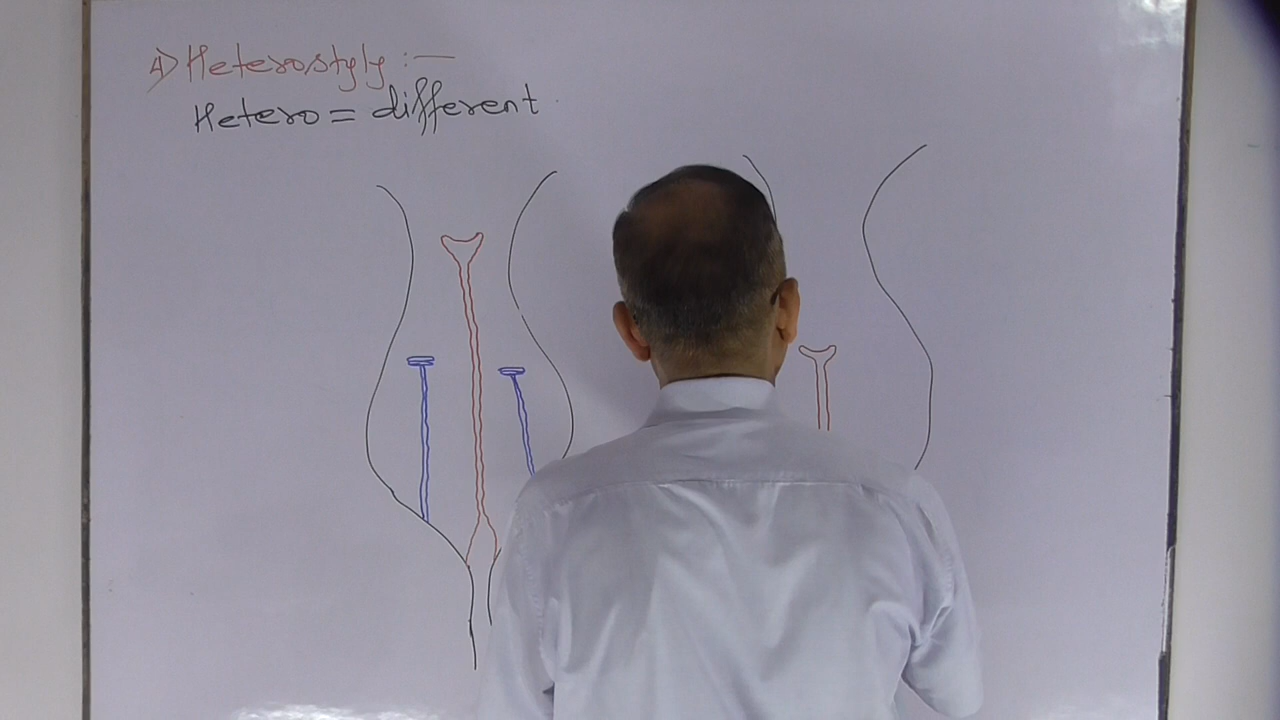 4) Heterostyly :—
Hetero = different